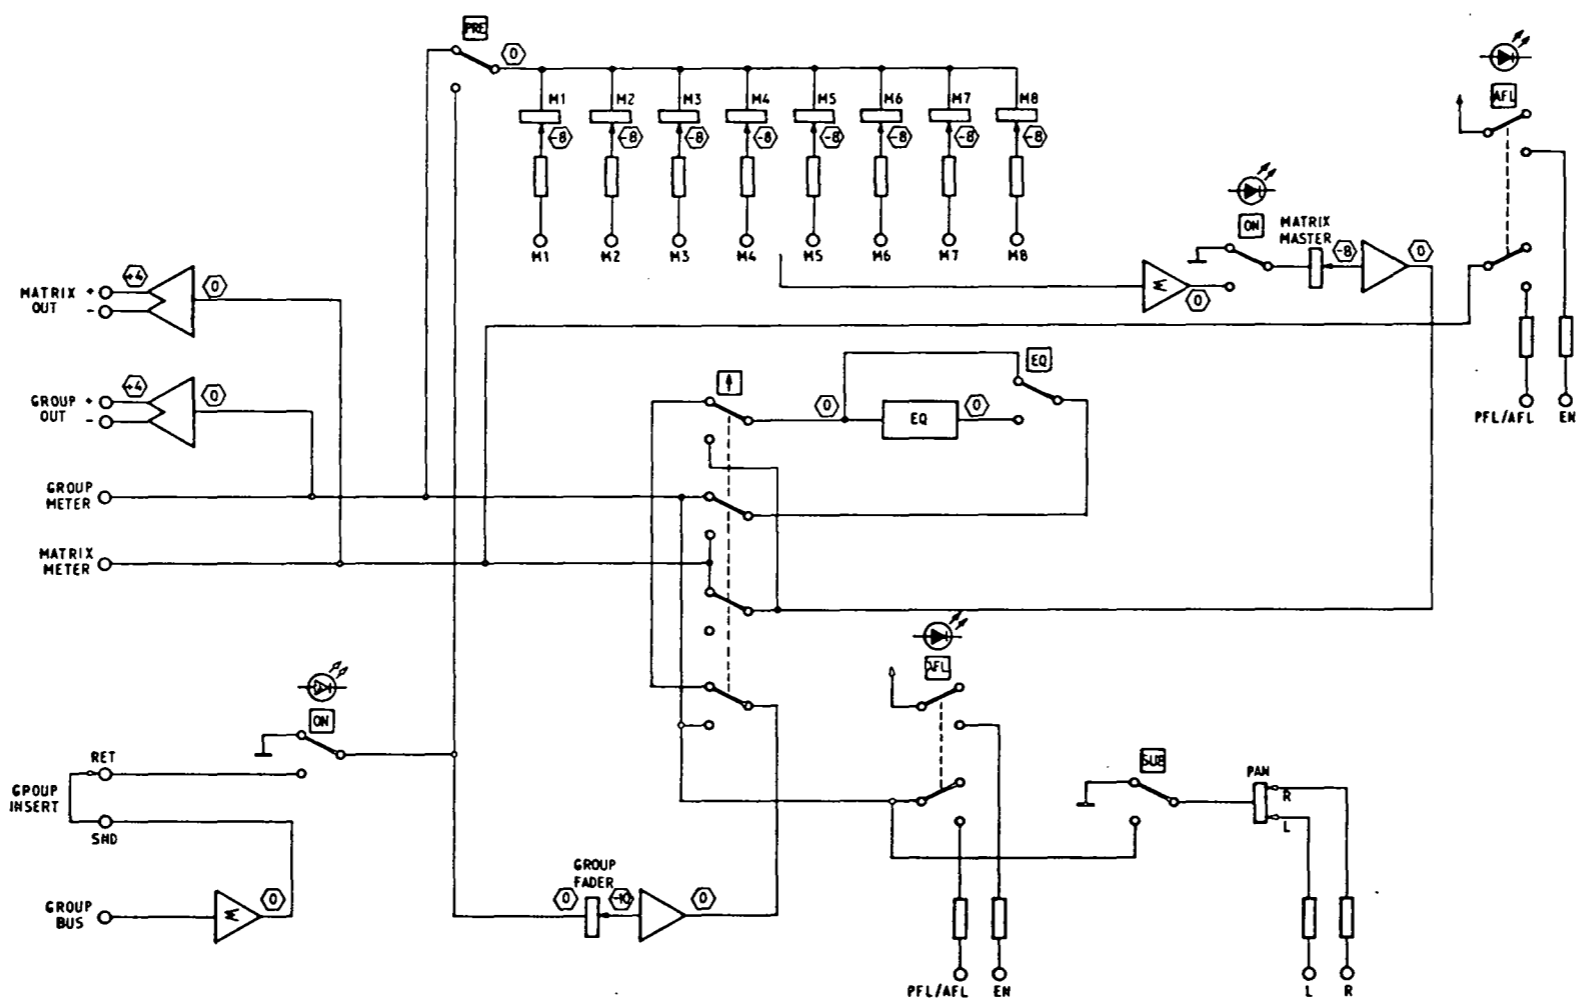 PRE
0
M1 M2 M3 M4 M5 M6 M7 M8
-8 -8 -8 -8 -8 -8 -8 -8
M1 M2 M3 M4 M5 M6 M7 M8
AFL
ON
MATRIX
MASTER
-8
0
Σ
0
MATRIX
OUT
+
-
+4
0
GROUP
OUT
+
-
+4
0
EQ
0
EQ
0
PFL/AFL
EN
GROUP
METER
MATRIX
METER
AFL
ON
RET
GROUP
INSERT
SND
SUB
PAN
R
L
GROUP
BUS
Σ
0
GROUP
FADER
0
-10
0
PFL/AFL
EN
L
R